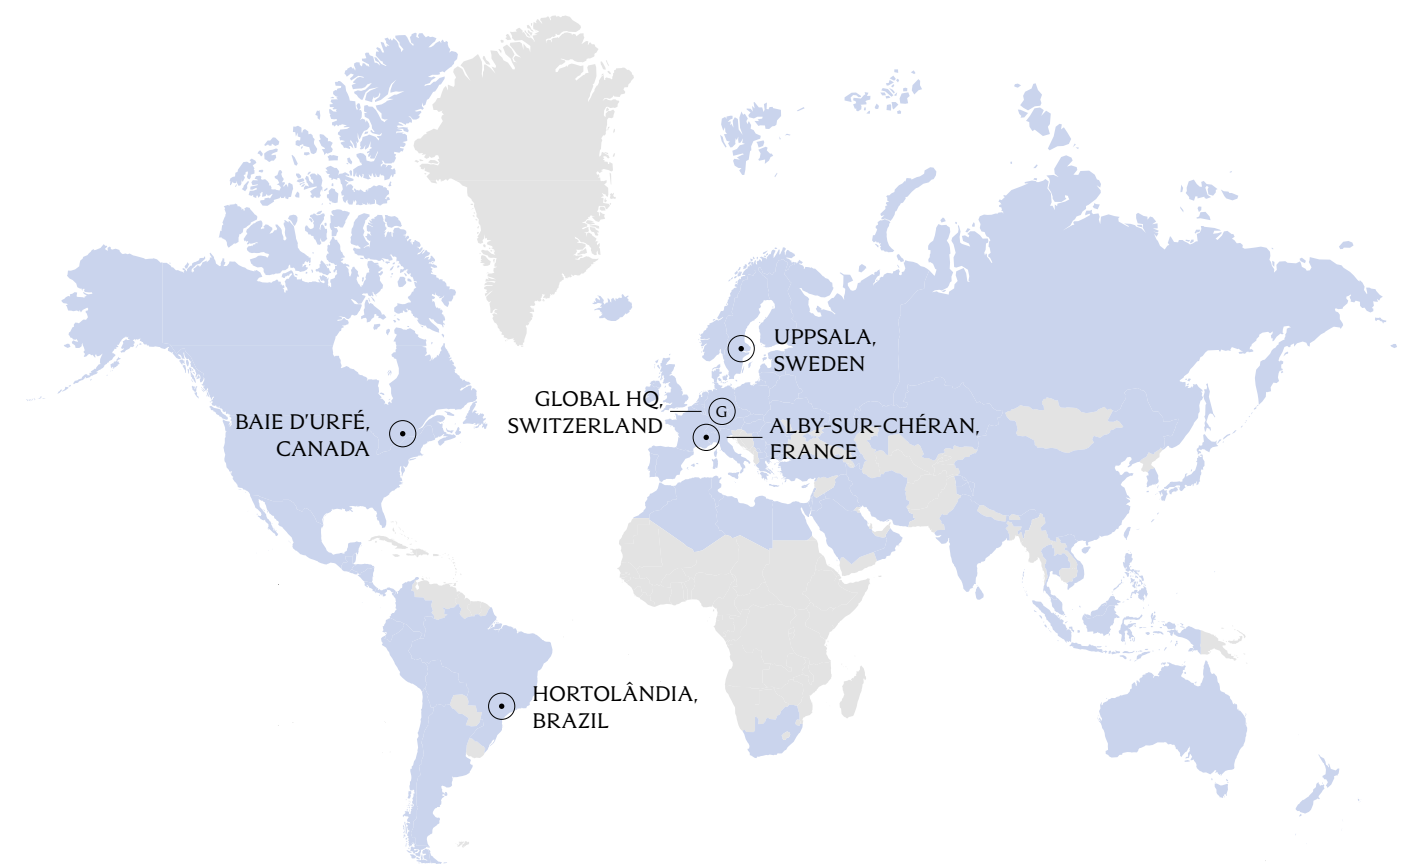 UPPSALA,
SWEDEN
GLOBAL HQ,
SWITZERLAND
G
BAIE D'URFÉ,
CANADA
ALBY-SUR-CHÉRAN,
FRANCE
HORTOLÂNDIA,
BRAZIL